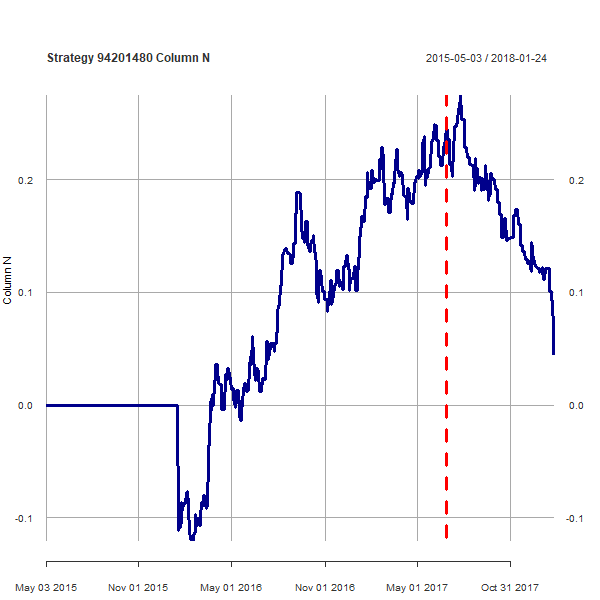 Strategy 94201480 Column N
2015-05-03 / 2018-01-24
0.2
0.2
0.1
0.1
0.0
0.0
-0.1
-0.1
Column N
May 03 2015
Nov 01 2015
May 01 2016
Nov 01 2016
May 01 2017
Oct 31 2017